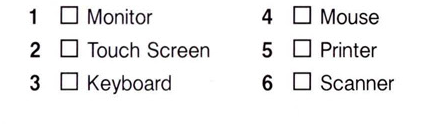 1 ☐ Monitor
2 ☐ Touch Screen
3 ☐ Keyboard
4 ☐ Mouse
5 ☐ Printer
6 ☐ Scanner